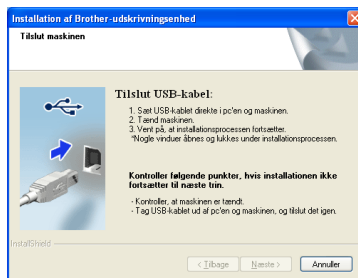 Installation af Brother-udskrivningsenhed
Tilslut maskinen
Tilslut USB-kabel:
1. Sæt USB-kablet direkte i pc'en og maskinen.
2. Tænd maskinen.
3. Vent på, at installationsprocessen fortsætter.
*Nogle vinduer åbnes og lukkes under installationsprocessen.
Kontroller følgende punkter, hvis installationen ikke
fortsætter til næste trin.
- Kontroller, at maskinen er tændt.
- Tag USB-kablet ud af pc'en og maskinen, og tilslut det igen.
InstallShield
< Tilbage
Næste >
Annuller